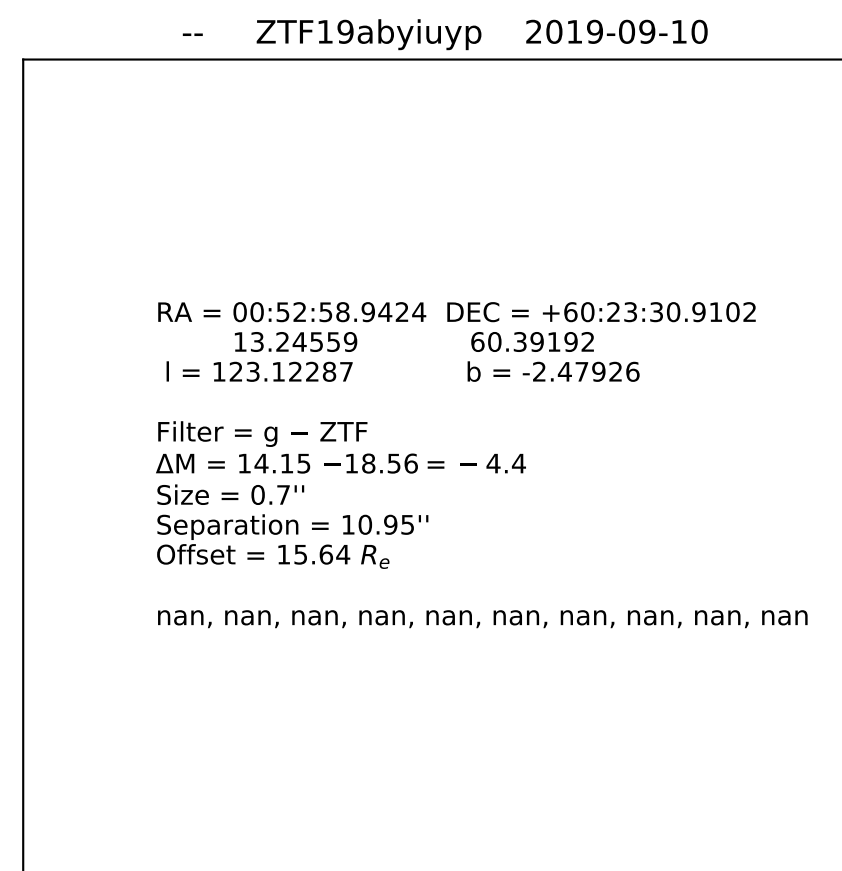 --   ZTF19abyiuyp   2019-09-10
RA = 00:52:58.9424 DEC = +60:23:30.9102
13.24559   60.39192
l = 123.12287   b = -2.47926
Filter = g − ZTF
ΔM = 14.15 −18.56 = − 4.4
Size = 0.7''
Separation = 10.95''
Offset = 15.64 Re
nan, nan, nan, nan, nan, nan, nan, nan, nan, nan